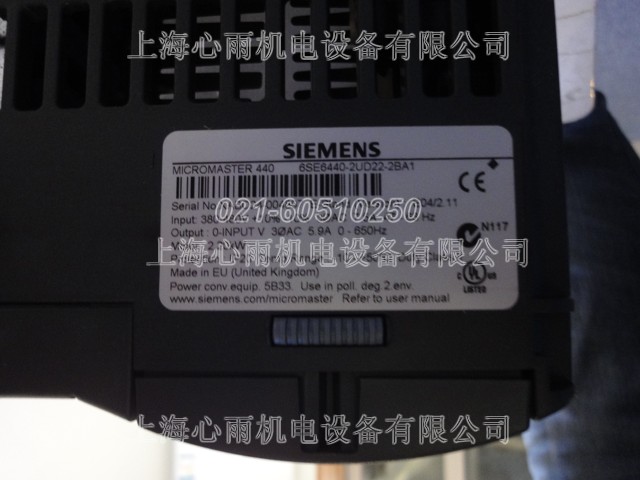 上海心雨机电设备有限公司
SIEMENS
MICROMASTER 440 6SE6440-2UD22-2BA1
Serial No
04/2.11
021-60510250
Input: 380 Hz
Output : 0-INPUT V 3ØAC 5.9A 0 - 650Hz
N117
上海心雨机电设备有限公司
Made in EU (United Kingdom)
Power conv.equip. 5B33. Use in poll. deg.2 env.
www.siemens.com/micromaster Refer to user manual
C UL US
LISTED
上海心雨机电设备有限公司